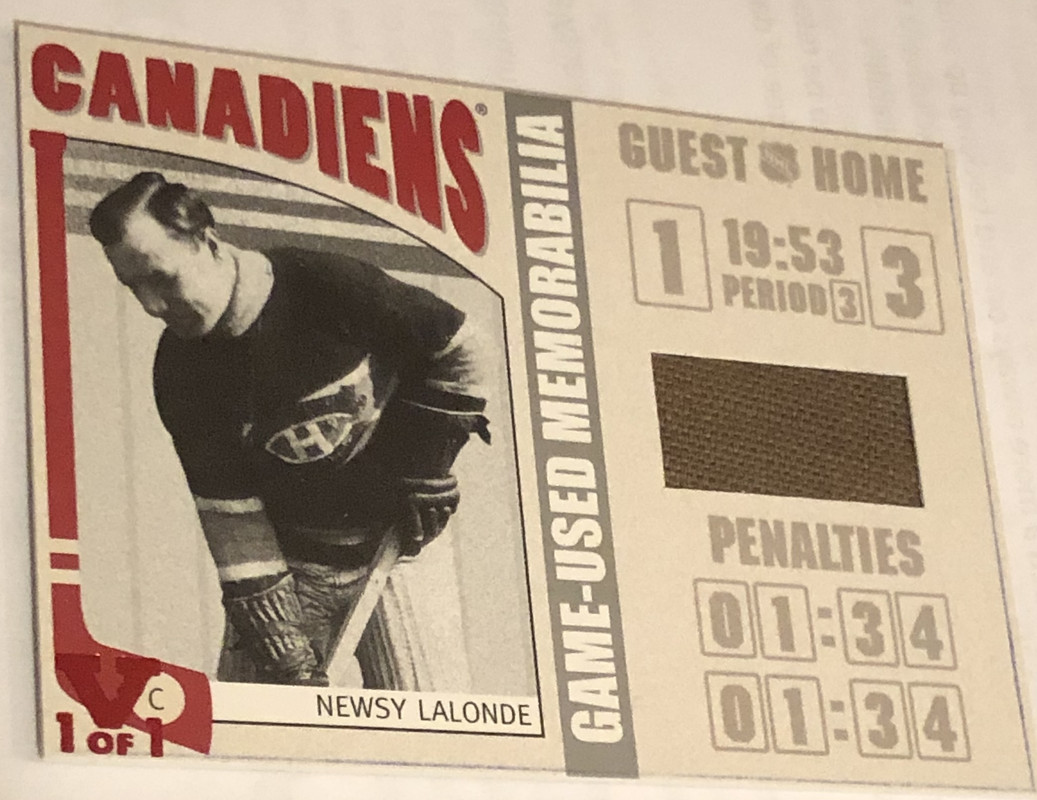 CANADIENS®
H
C
V
1 OF 1
NEWSY LALONDE
GAME-USED MEMORABILIA
GUEST HOME
1 19:53 3
PERIOD 3
PENALTIES
01:34
01:34